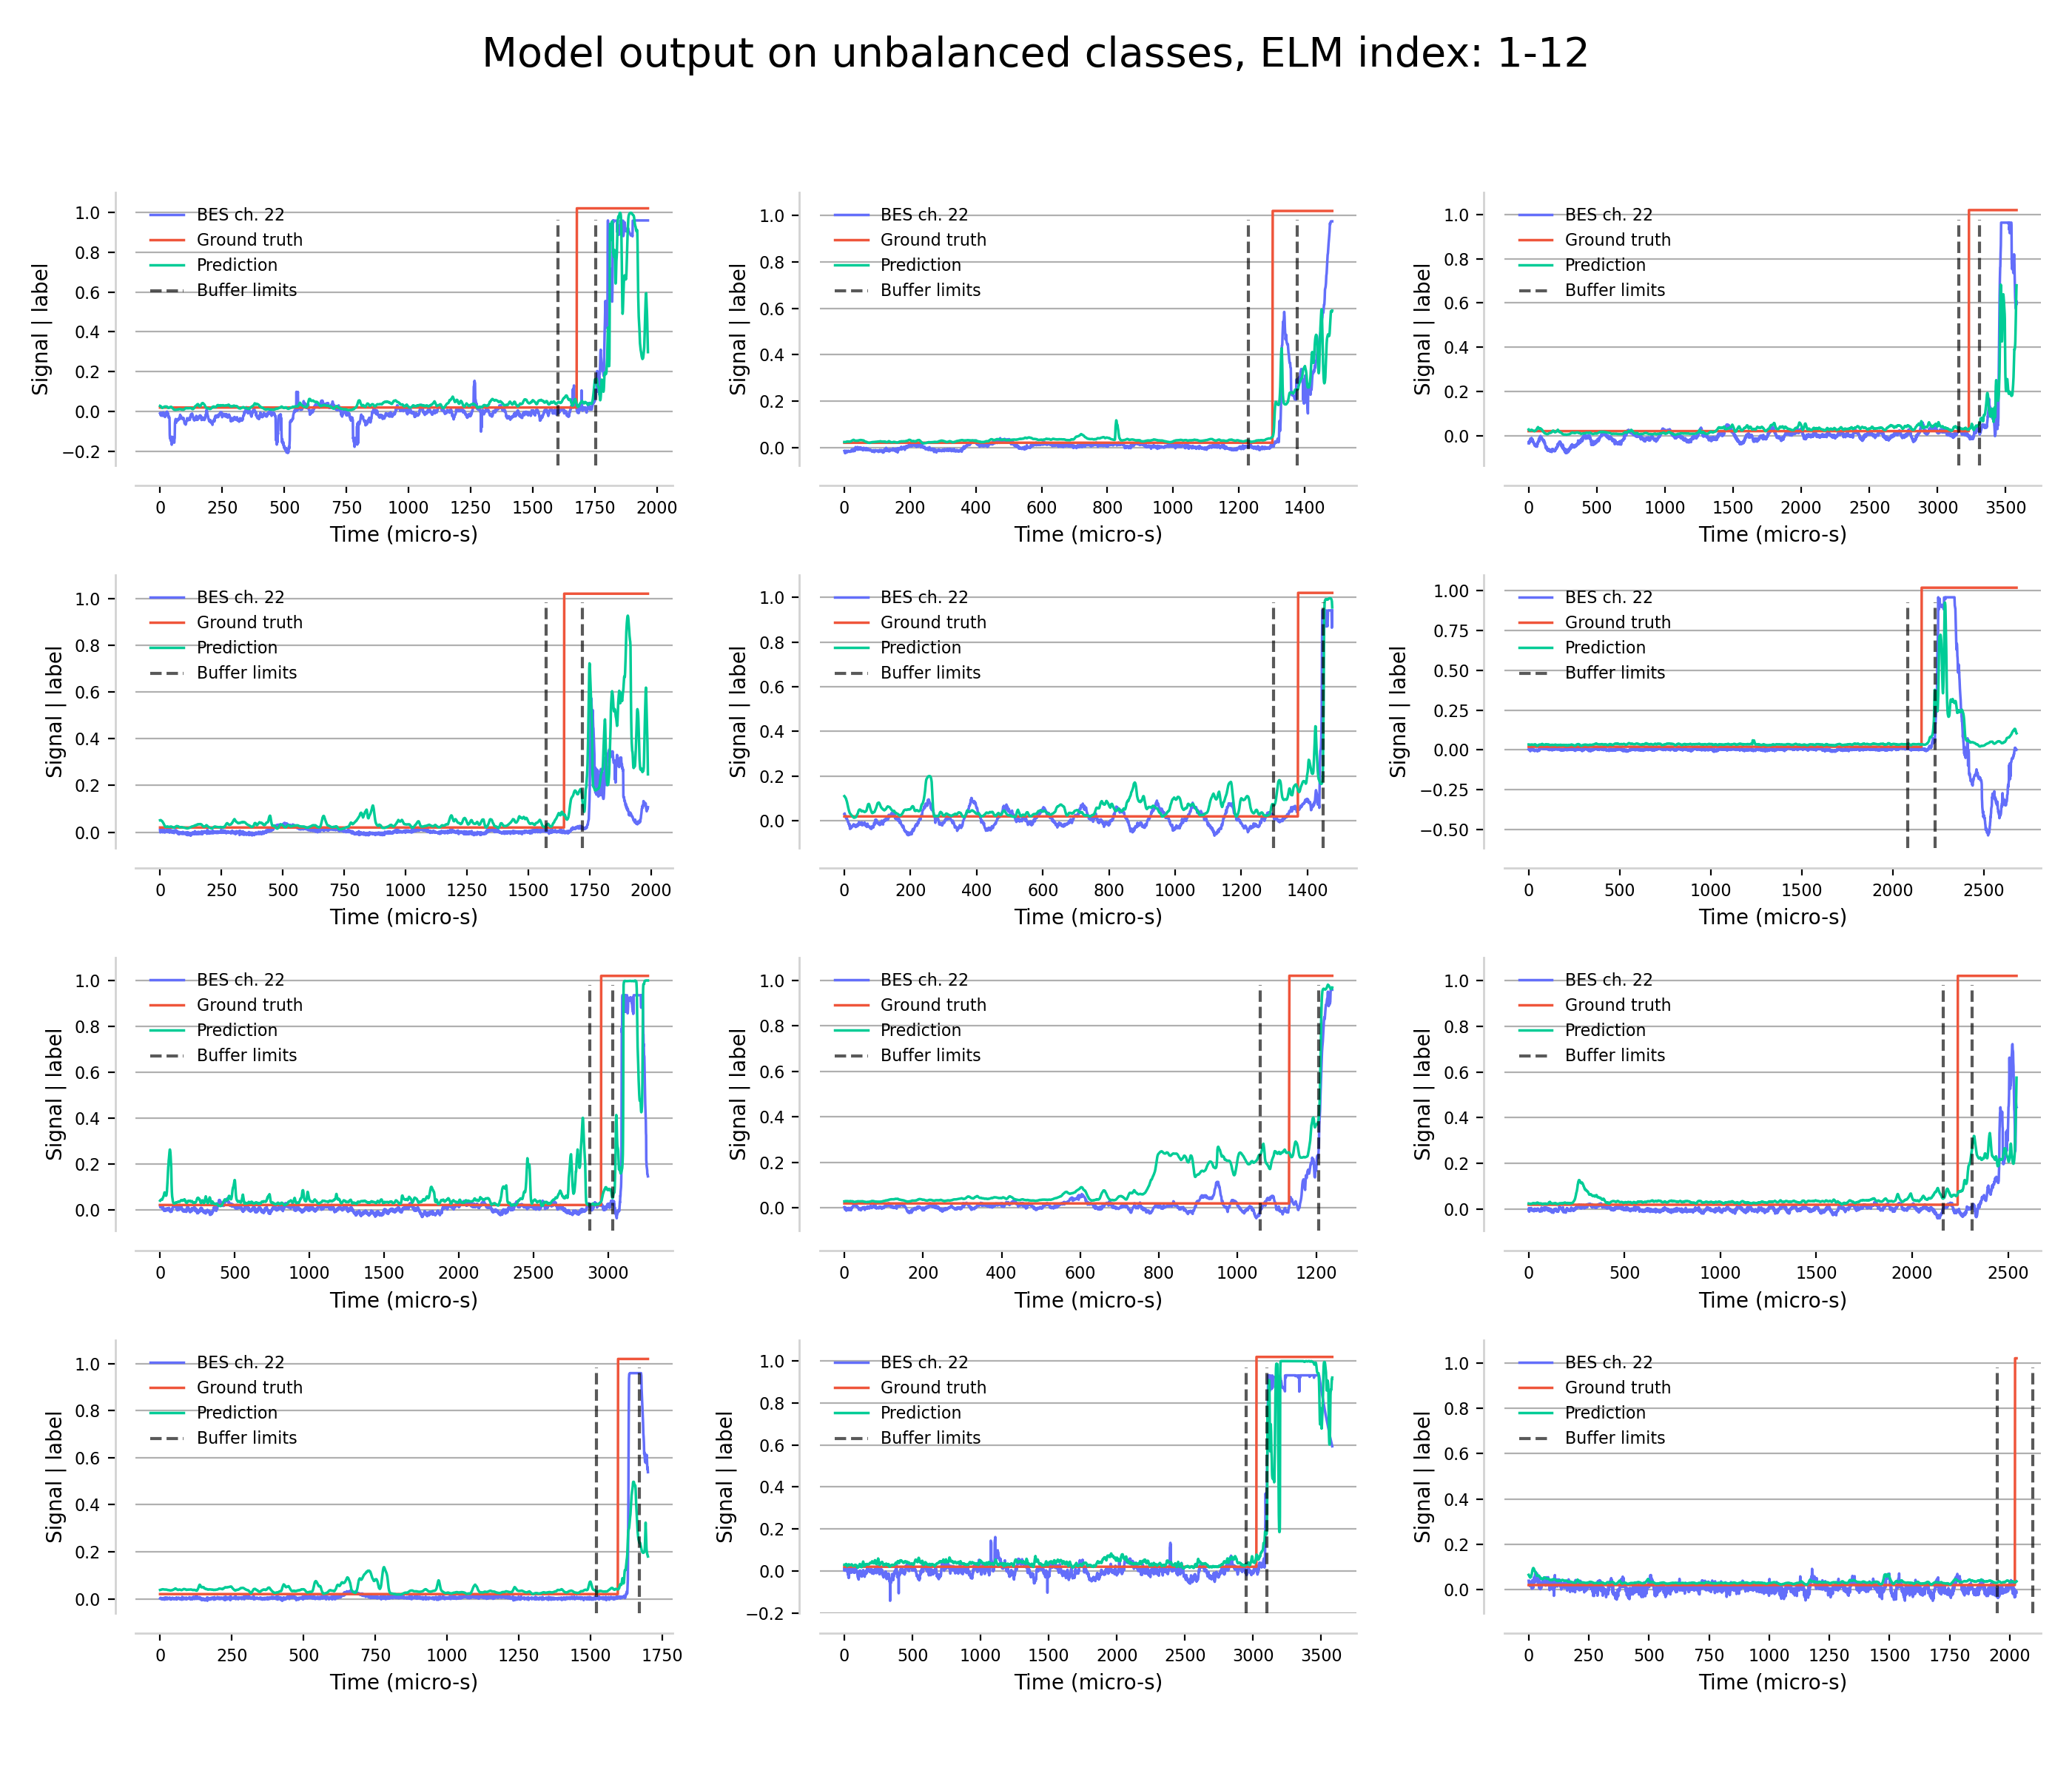 Model output on unbalanced classes, ELM index: 1-12
BES ch. 22
Ground truth
Prediction
Buffer limits
Signal | label
1.0
0.8
0.6
0.4
0.2
0.0
−0.2
0 250 500 750 1000 1250 1500 1750 2000
Time (micro-s)
BES ch. 22
Ground truth
Prediction
Buffer limits
Signal | label
1.0
0.8
0.6
0.4
0.2
0.0
0 200 400 600 800 1000 1200 1400
Time (micro-s)
BES ch. 22
Ground truth
Prediction
Buffer limits
Signal | label
1.0
0.8
0.6
0.4
0.2
0.0
0 500 1000 1500 2000 2500 3000 3500
Time (micro-s)
BES ch. 22
Ground truth
Prediction
Buffer limits
Signal | label
1.0
0.8
0.6
0.4
0.2
0.0
0 250 500 750 1000 1250 1500 1750 2000
Time (micro-s)
BES ch. 22
Ground truth
Prediction
Buffer limits
Signal | label
1.0
0.8
0.6
0.4
0.2
0.0
0 200 400 600 800 1000 1200 1400
Time (micro-s)
BES ch. 22
Ground truth
Prediction
Buffer limits
Signal | label
1.00
0.75
0.50
0.25
0.00
−0.25
−0.50
0 500 1000 1500 2000 2500
Time (micro-s)
BES ch. 22
Ground truth
Prediction
Buffer limits
Signal | label
1.0
0.8
0.6
0.4
0.2
0.0
0 500 1000 1500 2000 2500 3000
Time (micro-s)
BES ch. 22
Ground truth
Prediction
Buffer limits
Signal | label
1.0
0.8
0.6
0.4
0.2
0.0
0 200 400 600 800 1000 1200
Time (micro-s)
BES ch. 22
Ground truth
Prediction
Buffer limits
Signal | label
1.0
0.8
0.6
0.4
0.2
0.0
0 500 1000 1500 2000 2500
Time (micro-s)
BES ch. 22
Ground truth
Prediction
Buffer limits
Signal | label
1.0
0.8
0.6
0.4
0.2
0.0
0 250 500 750 1000 1250 1500 1750
Time (micro-s)
BES ch. 22
Ground truth
Prediction
Buffer limits
Signal | label
1.0
0.8
0.6
0.4
0.2
0.0
−0.2
0 500 1000 1500 2000 2500 3000 3500
Time (micro-s)
BES ch. 22
Ground truth
Prediction
Buffer limits
Signal | label
1.0
0.8
0.6
0.4
0.2
0.0
0 250 500 750 1000 1250 1500 1750 2000
Time (micro-s)